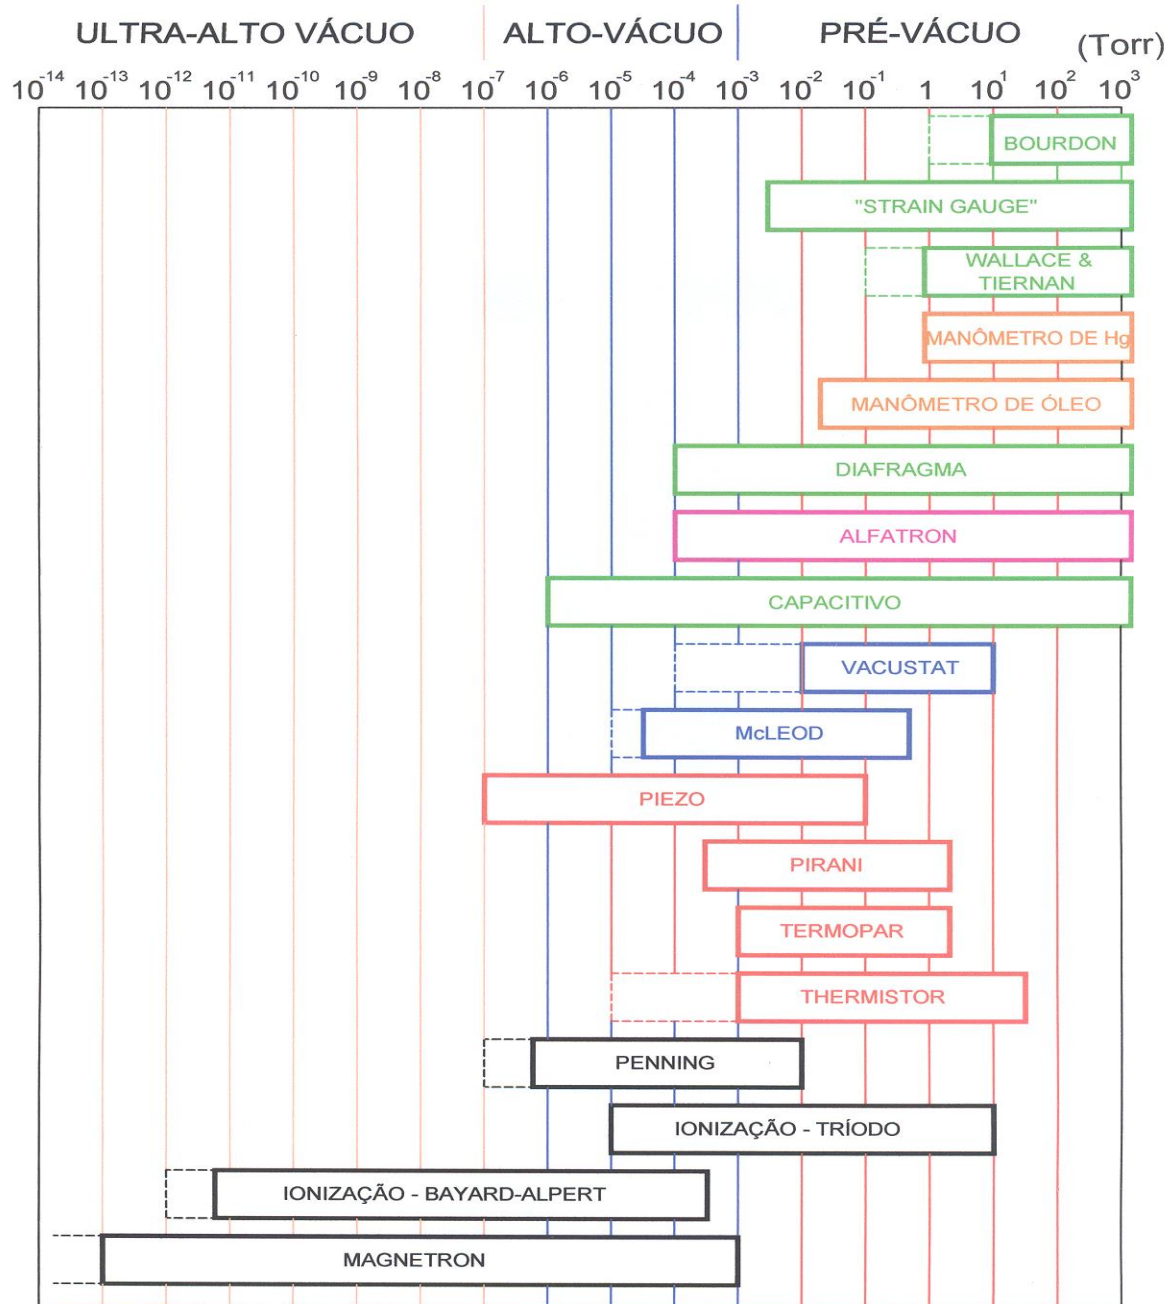 ULTRA-ALTO VÁCUO ALTO-VÁCUO PRÉ-VÁCUO (Torr)
10⁻¹⁴ 10⁻¹³ 10⁻¹² 10⁻¹¹ 10⁻¹⁰ 10⁻⁹ 10⁻⁸ 10⁻⁷ 10⁻⁶ 10⁻⁵ 10⁻⁴ 10⁻³ 10⁻² 10⁻¹ 1 10¹ 10² 10³
BOURDON
"STRAIN GAUGE"
WALLACE &
TIERNAN
MANÔMETRO DE Hg
MANÔMETRO DE ÓLEO
DIAFRAGMA
ALFATRON
CAPACITIVO
VACUSTAT
McLEOD
PIEZO
PIRANI
TERMOPAR
THERMISTOR
PENNING
IONIZAÇÃO - TRÍODO
IONIZAÇÃO - BAYARD-ALPERT
MAGNETRON